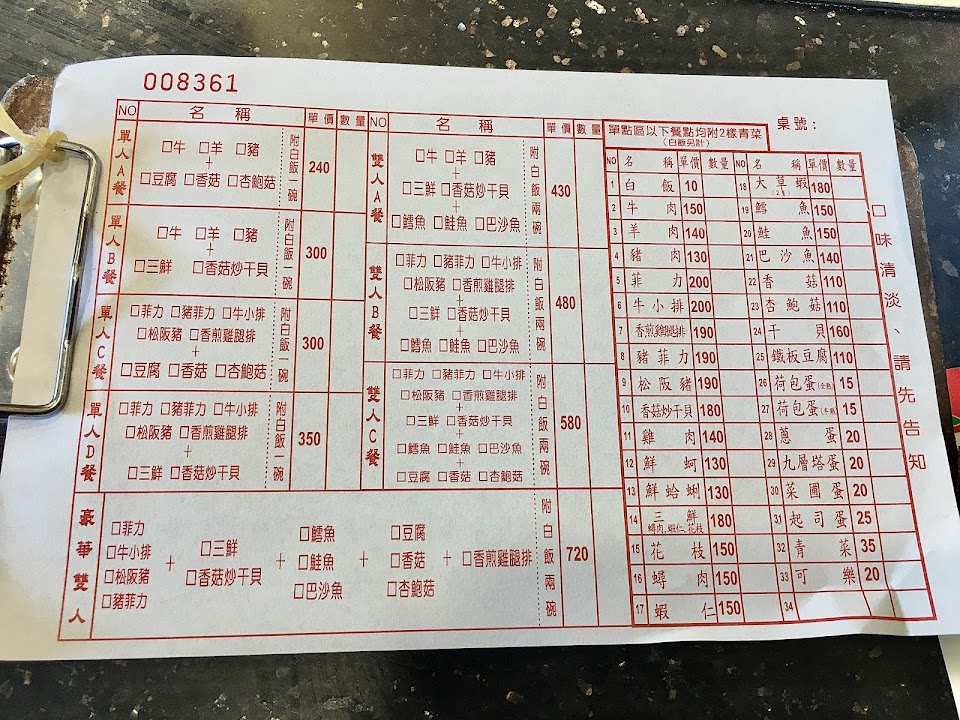 008361
NO 名稱 單價 數量
單人A餐
□牛 □羊 □豬
+
□豆腐 □香菇 □杏鮑菇
附白飯一碗
240
單人B餐
□牛 □羊 □豬
+
□三鮮 □香菇炒干貝
附白飯一碗
300
單人C餐
□菲力 □豬菲力 □牛小排
□松阪豬 □香煎雞腿排
+
□豆腐 □香菇 □杏鮑菇
附白飯一碗
300
單人D餐
□菲力 □豬菲力 □牛小排
□松阪豬 □香煎雞腿排
+
□三鮮 □香菇炒干貝
附白飯一碗
350
NO 名稱 單價 數量
雙人A餐
□牛 □羊 □豬
+
□三鮮 □香菇炒干貝
+
□鱈魚 □鮭魚 □巴沙魚
附白飯兩碗
430
雙人B餐
□菲力 □豬菲力 □牛小排
□松阪豬 □香煎雞腿排
+
□三鮮 □香菇炒干貝
+
□鱈魚 □鮭魚 □巴沙魚
附白飯兩碗
480
雙人C餐
□菲力 □豬菲力 □牛小排
□松阪豬 □香煎雞腿排
+
□三鮮 □香菇炒干貝
+
□鱈魚 □鮭魚 □巴沙魚
+
□豆腐 □香菇 □杏鮑菇
附白飯兩碗
580
豪華雙人
□菲力
□牛小排
□松阪豬
□豬菲力
+
□三鮮
□香菇炒干貝
+
□鱈魚
□鮭魚
□巴沙魚
+
□豆腐
□香菇
□杏鮑菇
+
□香煎雞腿排
附白飯兩碗
720
單點區以下餐點均附2樣青菜
(白飯另計)
桌號:
NO 名稱 單價 數量
1 白飯 10
2 牛肉 150
3 羊肉 140
4 豬肉 130
5 菲力 200
6 牛小排 200
7 香煎雞腿排 190
8 豬菲力 190
9 松阪豬 190
10 香菇炒干貝 180
11 雞肉 140
12 鮮蚵 130
13 鮮蛤蜊 130
14 三鮮 蟳肉、蝦仁、花枝 180
15 花枝 150
16 蟳肉 150
17 蝦仁 150
NO 名稱 單價 數量
18 大草蝦 (2隻) 180
19 鱈魚 150
20 鮭魚 150
21 巴沙魚 140
22 香菇 110
23 杏鮑菇 110
24 干貝 160
25 鐵板豆腐 110
26 荷包蛋(全熟) 15
27 荷包蛋(半熟) 15
28 蔥蛋 20
29 九層塔蛋 20
30 菜圃蛋 20
31 起司蛋 25
32 青菜 35
33 可樂 20
34
口味清淡、請先告知